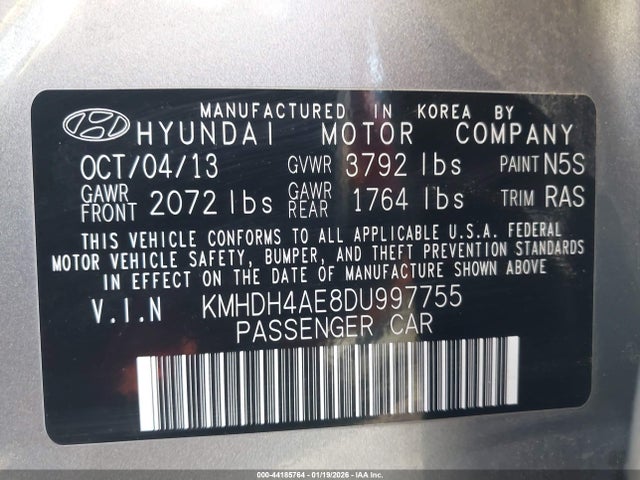 MANUFACTURED IN KOREA BY
HYUNDAI MOTOR COMPANY
OCT/04/13 GVWR 3792 lbs PAINT N5S
GAWR FRONT 2072 lbs GAWR REAR 1764 lbs TRIM RAS
THIS VEHICLE CONFORMS TO ALL APPLICABLE U.S.A. FEDERAL
MOTOR VEHICLE SAFETY, BUMPER, AND THEFT PREVENTION STANDARDS
IN EFFECT ON THE DATE OF MANUFACTURE SHOWN ABOVE
V.I.N KMHDH4AE8DU997755
PASSENGER CAR
000-44185764 - 01/19/2026 - IAA Inc.